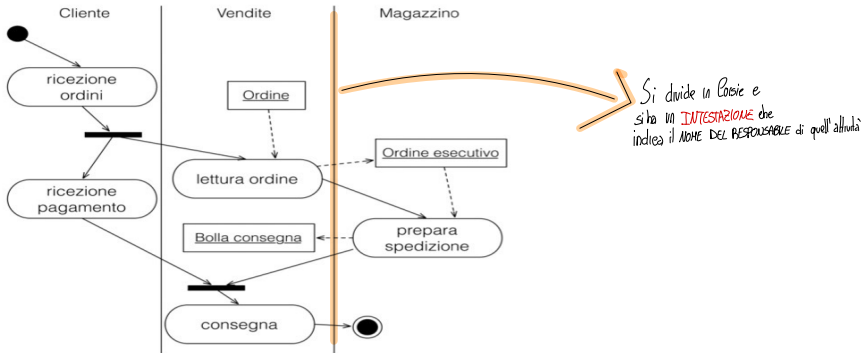 Cliente
Vendite
Magazzino
ricezione
ordini
Ordine
Ordine esecutivo
lettura ordine
ricezione
pagamento
Bolla consegna
prepara
spedizione
consegna
Si divide in Corsie e
si ha un INTESTAZIONE che
indica il NOME DEL RESPONSABILE di quell'attività